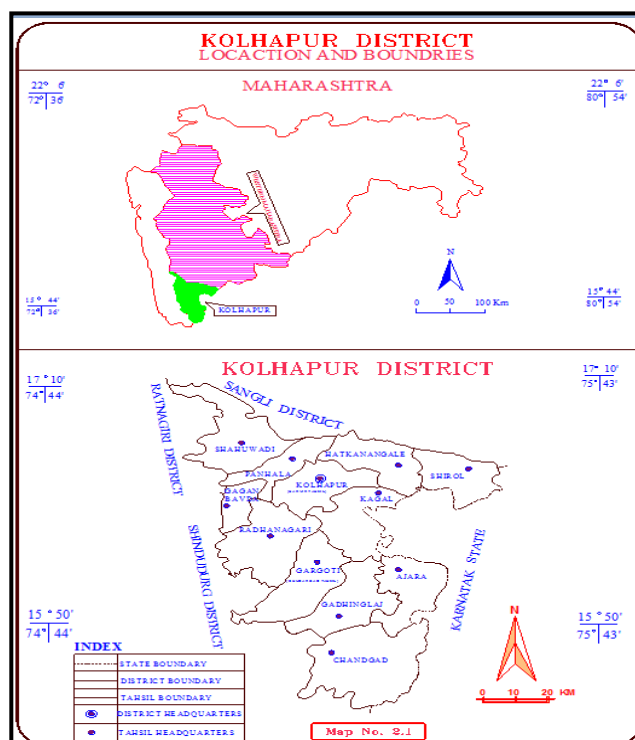 KOLHAPUR DISTRICT
LOCACTION AND BOUNDRIES
MAHARASHTRA
22° 6'
72° 36'
22° 6'
80° 54'
N
15° 44'
72° 36'
15° 44'
80° 54'
KOLHAPUR
0 50 100 Km
KOLHAPUR DISTRICT
17° 10'
74° 44'
17° 10'
75° 43'
SANGLI DISTRICT
RATNAGIRI DISTRICT
SHAHUWADI
HATKANANGALE
PANHALA
SHIROL
KOLHAPUR
GAGAN
BAVDA
KAGAL
RADHANAGARI
SHINDUDURG DISTRICT
KARNATAK STATE
GARGOTI
AJARA
GADHINGLAJ
CHANDGAD
15° 50'
74° 44'
15° 50'
75° 43'
N
0 10 20 KM
INDEX
STATE BOUNDARY
DISTRICT BOUNDARY
TAHSIL BOUNDARY
DISTRICT HEADQUARTERS
TAHSIL HEADQUARTERS
Map No. 2.1